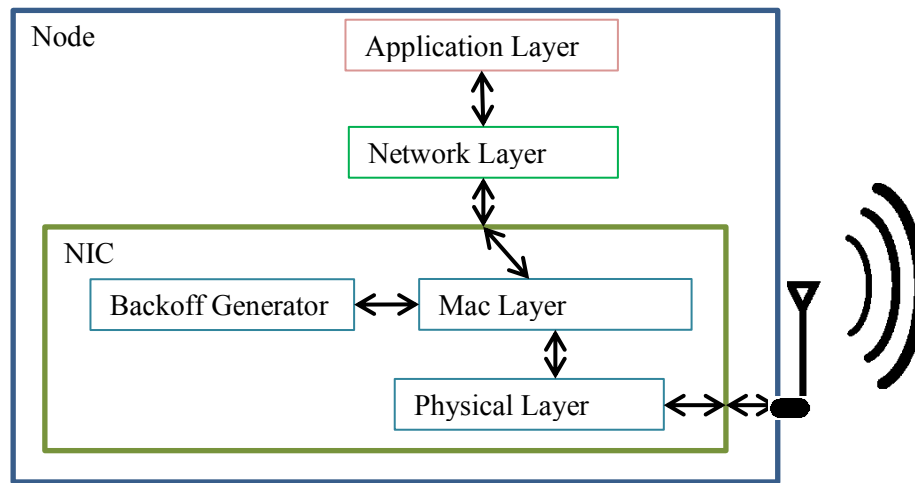 Node
Application Layer
Network Layer
NIC
Backoff Generator
Mac Layer
Physical Layer